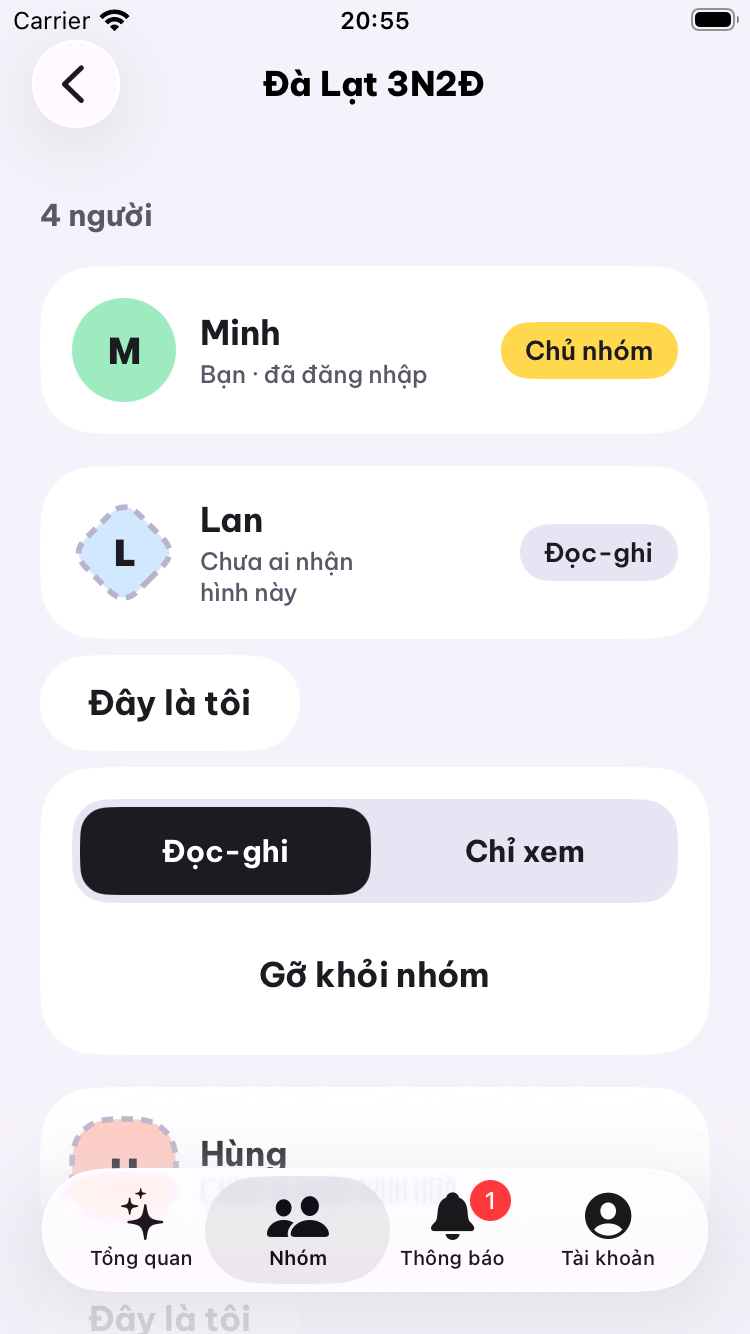 Carrier 20:55
Đà Lạt 3N2Đ
4 người
M
Minh
Bạn · đã đăng nhập
Chủ nhóm
L
Lan
Chưa ai nhận
hình này
Đọc-ghi
Đây là tôi
Đọc-ghi
Chỉ xem
Gỡ khỏi nhóm
Hùng
1
Tổng quan
Nhóm
Thông báo
Tài khoản
Đây là tôi